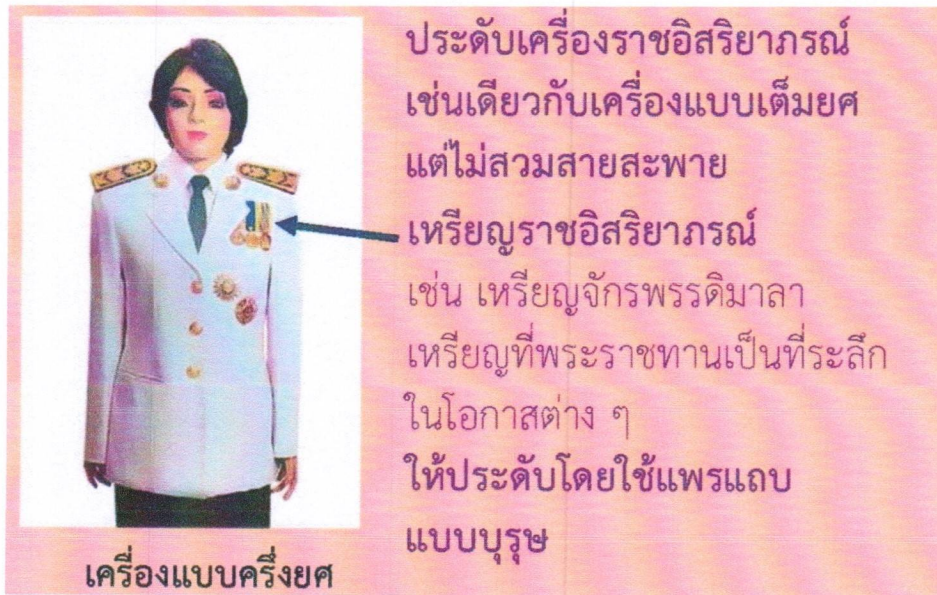 ประดับเครื่องราชอิสริยาภรณ์
เช่นเดียวกับเครื่องแบบเต็มยศ
แต่ไม่สวมสายสะพาย
เหรียญราชอิสริยาภรณ์
เช่น เหรียญจักรพรรดิมาลา
เหรียญที่พระราชทานเป็นที่ระลึก
ในโอกาสต่าง ๆ
ให้ประดับโดยใช้แพรแถบ
แบบบุรุษ
เครื่องแบบครึ่งยศ